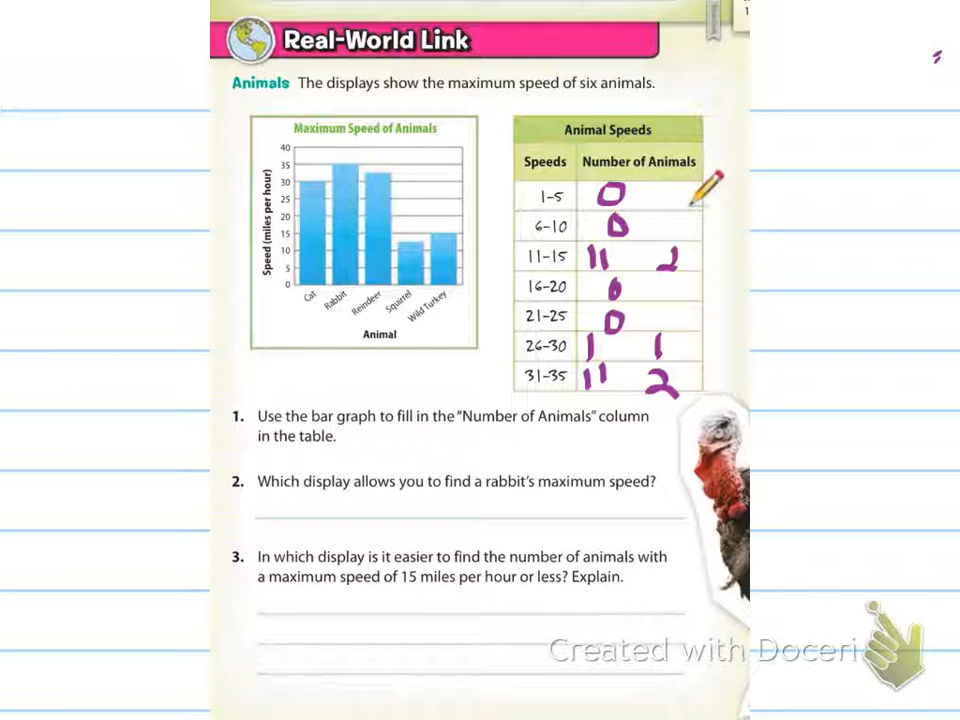 Real-World Link
Animals The displays show the maximum speed of six animals.
Maximum Speed of Animals
Speed (miles per hour)
40
35
30
25
20
15
10
5
0
Cat
Rabbit
Reindeer
Squirrel
Wild Turkey
Animal
Animal Speeds
Speeds Number of Animals
1-5 0
6-10 0
11-15 11 2
16-20 0
21-25 0
26-30 1 1
31-35 11 2
1. Use the bar graph to fill in the "Number of Animals" column
in the table.
2. Which display allows you to find a rabbit's maximum speed?
3. In which display is it easier to find the number of animals with
a maximum speed of 15 miles per hour or less? Explain.
Created with Doceri